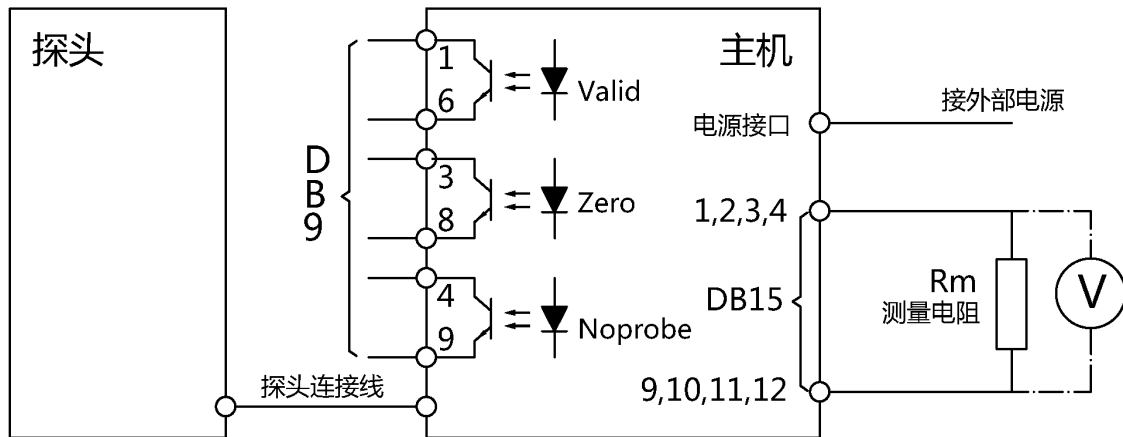 探头
主机
DB9
1
6
Valid
3
8
Zero
4
9
Noprobe
探头连接线
电源接口
接外部电源
1,2,3,4
DB15
9,10,11,12
Rm
测量电阻
V